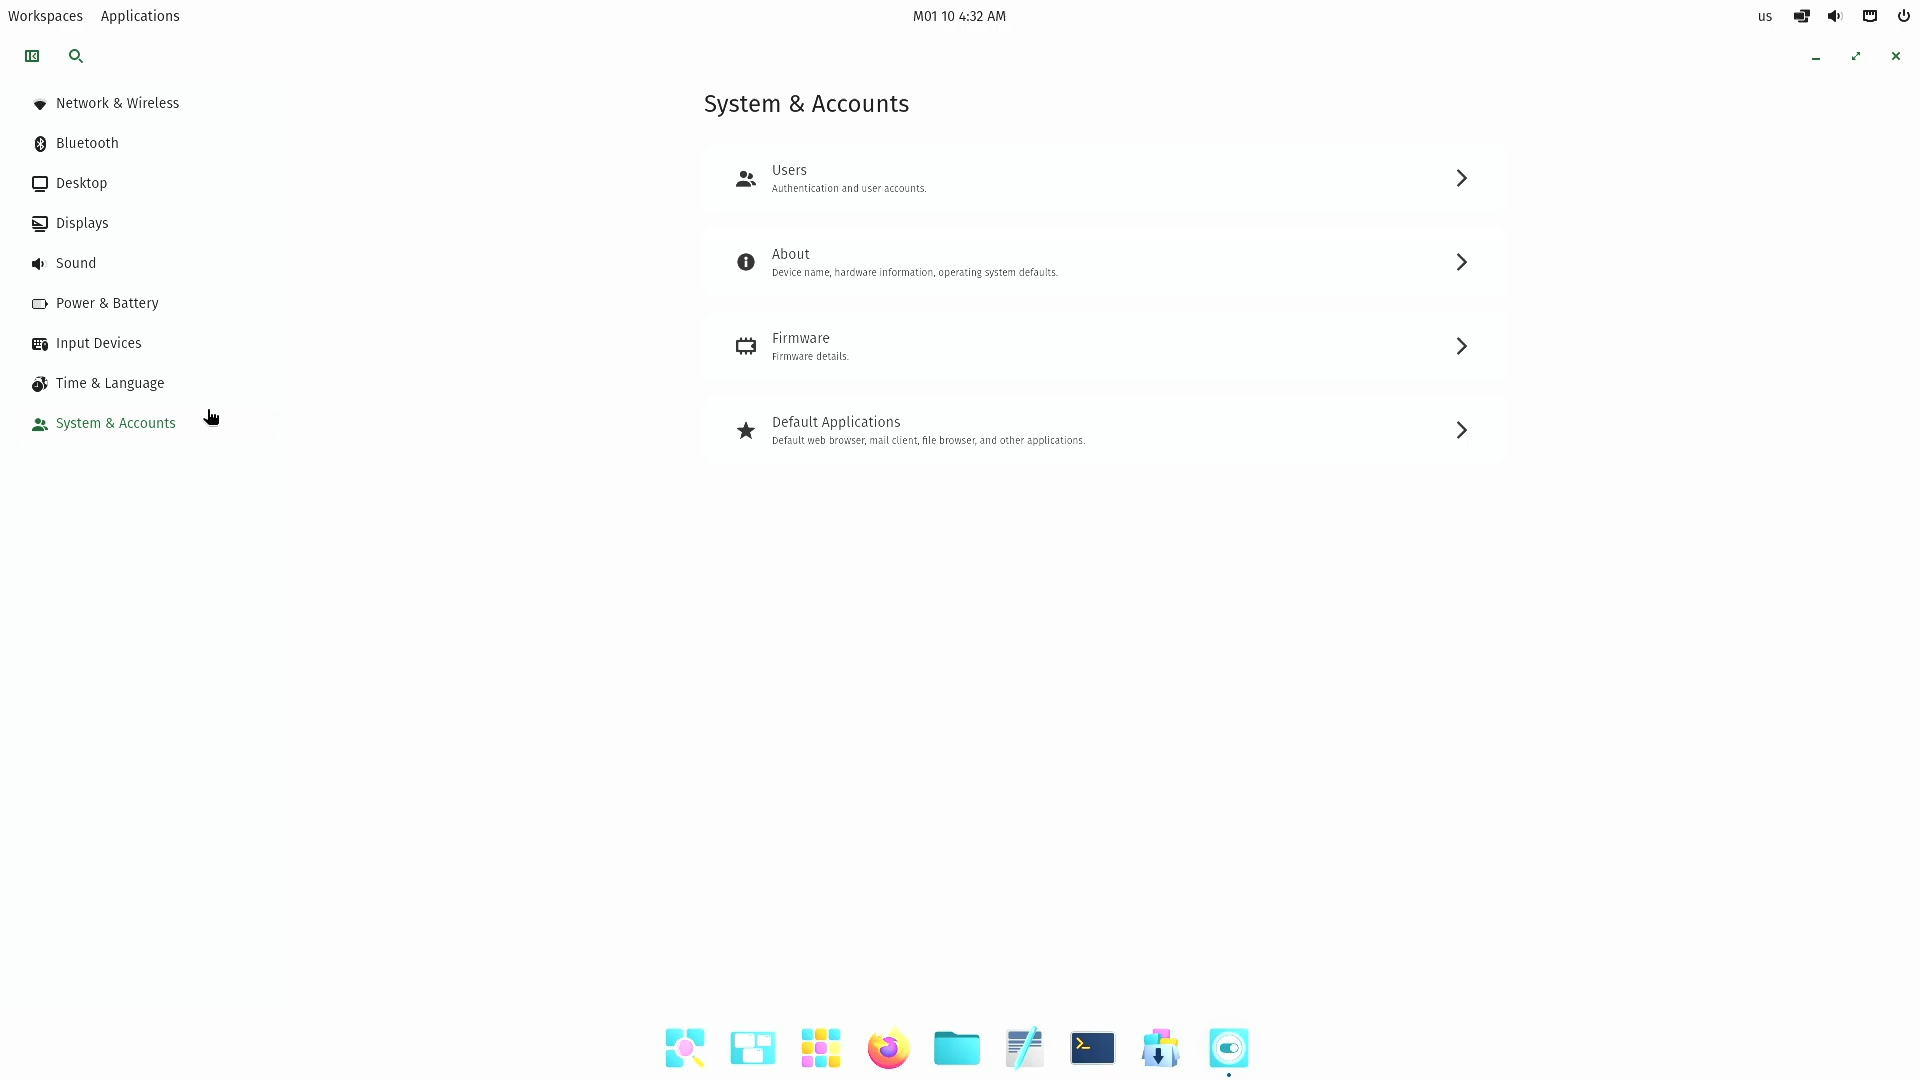 Workspaces Applications M01 10 4:32 AM us
Network & Wireless
Bluetooth
Desktop
Displays
Sound
Power & Battery
Input Devices
Time & Language
System & Accounts
System & Accounts
Users
Authentication and user accounts.
About
Device name, hardware information, operating system defaults.
Firmware
Firmware details.
Default Applications
Default web browser, mail client, file browser, and other applications.